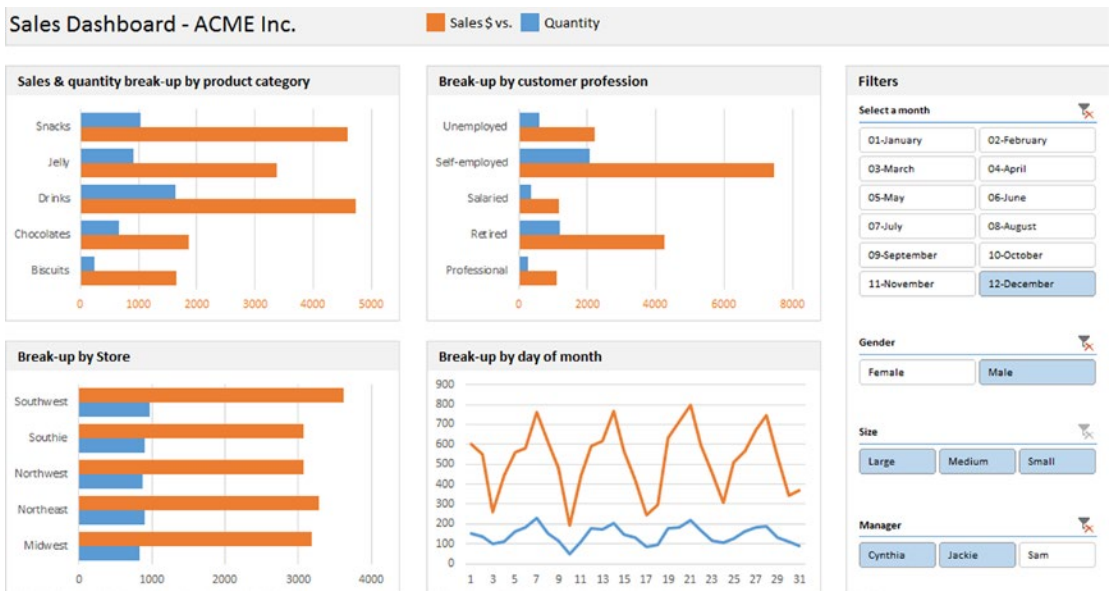 Sales Dashboard - ACME Inc.
Sales $ vs. Quantity
Sales & quantity break-up by product category
Snacks
Jelly
Drinks
Chocolates
Biscuits
0 1000 2000 3000 4000 5000
Break-up by customer profession
Unemployed
Self-employed
Salaried
Retired
Professional
0 2000 4000 6000 8000
Break-up by Store
Southwest
Southie
Northwest
Northeast
Midwest
0 1000 2000 3000 4000
Break-up by day of month
900
800
700
600
500
400
300
200
100
0
1 3 5 7 9 11 13 15 17 19 21 23 25 27 29 31
Filters
Select a month
01-January 02-February
03-March 04-April
05-May 06-June
07-July 08-August
09-September 10-October
11-November 12-December
Gender
Female Male
Size
Large Medium Small
Manager
Cynthia Jackie Sam